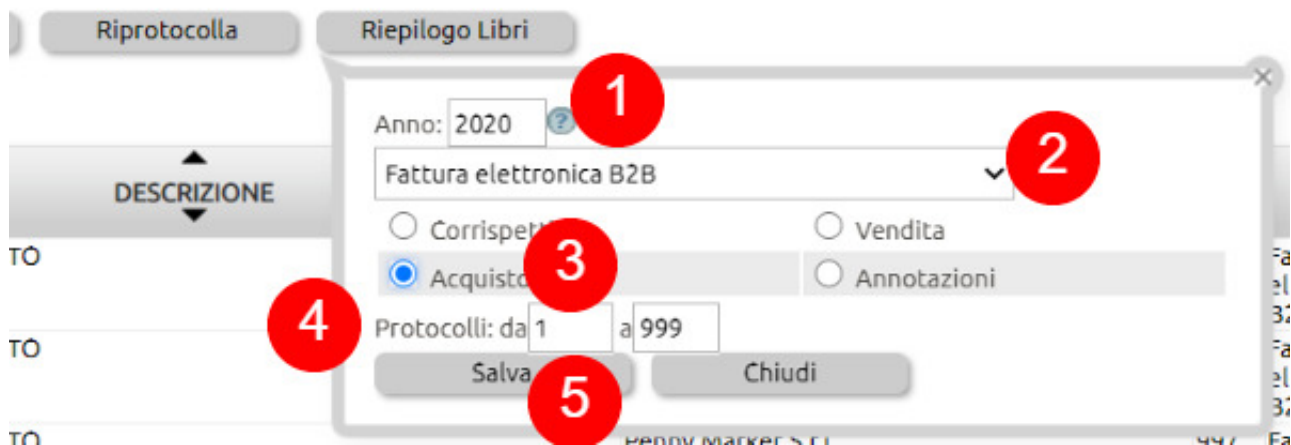 Riprotocolla Riepilogo Libri
1
Anno: 2020 ?
2
Fattura elettronica B2B
DESCRIZIONE
Vendita
3
Acquisto Annotazioni
4
Protocolli: da 1 a 999
Salva Chiudi
5
997